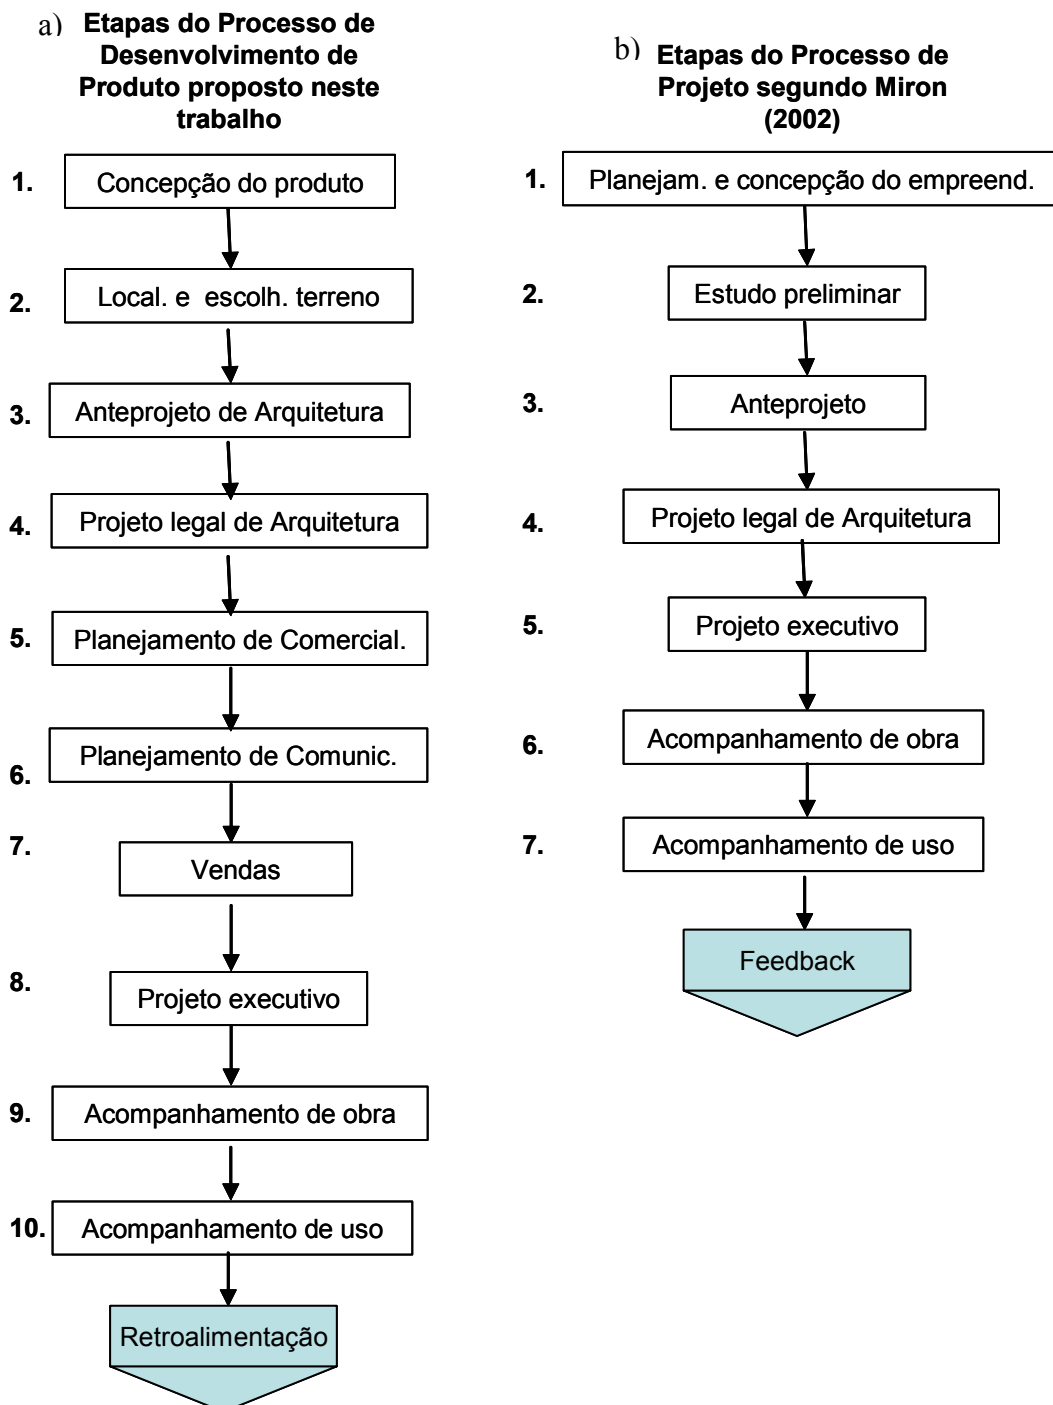 a) Etapas do Processo de
Desenvolvimento de
Produto proposto neste
trabalho
1. Concepção do produto
2. Local. e escolh. terreno
3. Anteprojeto de Arquitetura
4. Projeto legal de Arquitetura
5. Planejamento de Comercial.
6. Planejamento de Comunic.
7. Vendas
8. Projeto executivo
9. Acompanhamento de obra
10. Acompanhamento de uso
Retroalimentação
b) Etapas do Processo de
Projeto segundo Miron
(2002)
1. Planejam. e concepção do empreend.
2. Estudo preliminar
3. Anteprojeto
4. Projeto legal de Arquitetura
5. Projeto executivo
6. Acompanhamento de obra
7. Acompanhamento de uso
Feedback